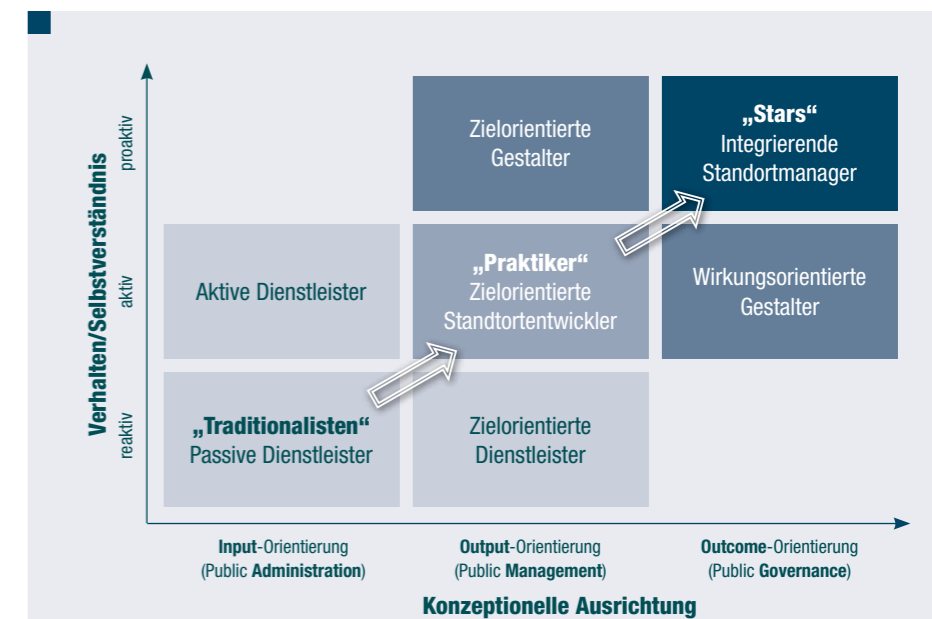 Verhalten/Selbstverständnis
proaktiv
aktiv
reaktiv
Zielorientierte
Gestalter
„Stars“
Integrierende
Standortmanager
Aktive Dienstleister
„Praktiker“
Zielorientierte
Standtortentwickler
Wirkungsorientierte
Gestalter
„Traditionalisten“
Passive Dienstleister
Zielorientierte
Dienstleister
Input-Orientierung
(Public Administration)
Output-Orientierung
(Public Management)
Outcome-Orientierung
(Public Governance)
Konzeptionelle Ausrichtung